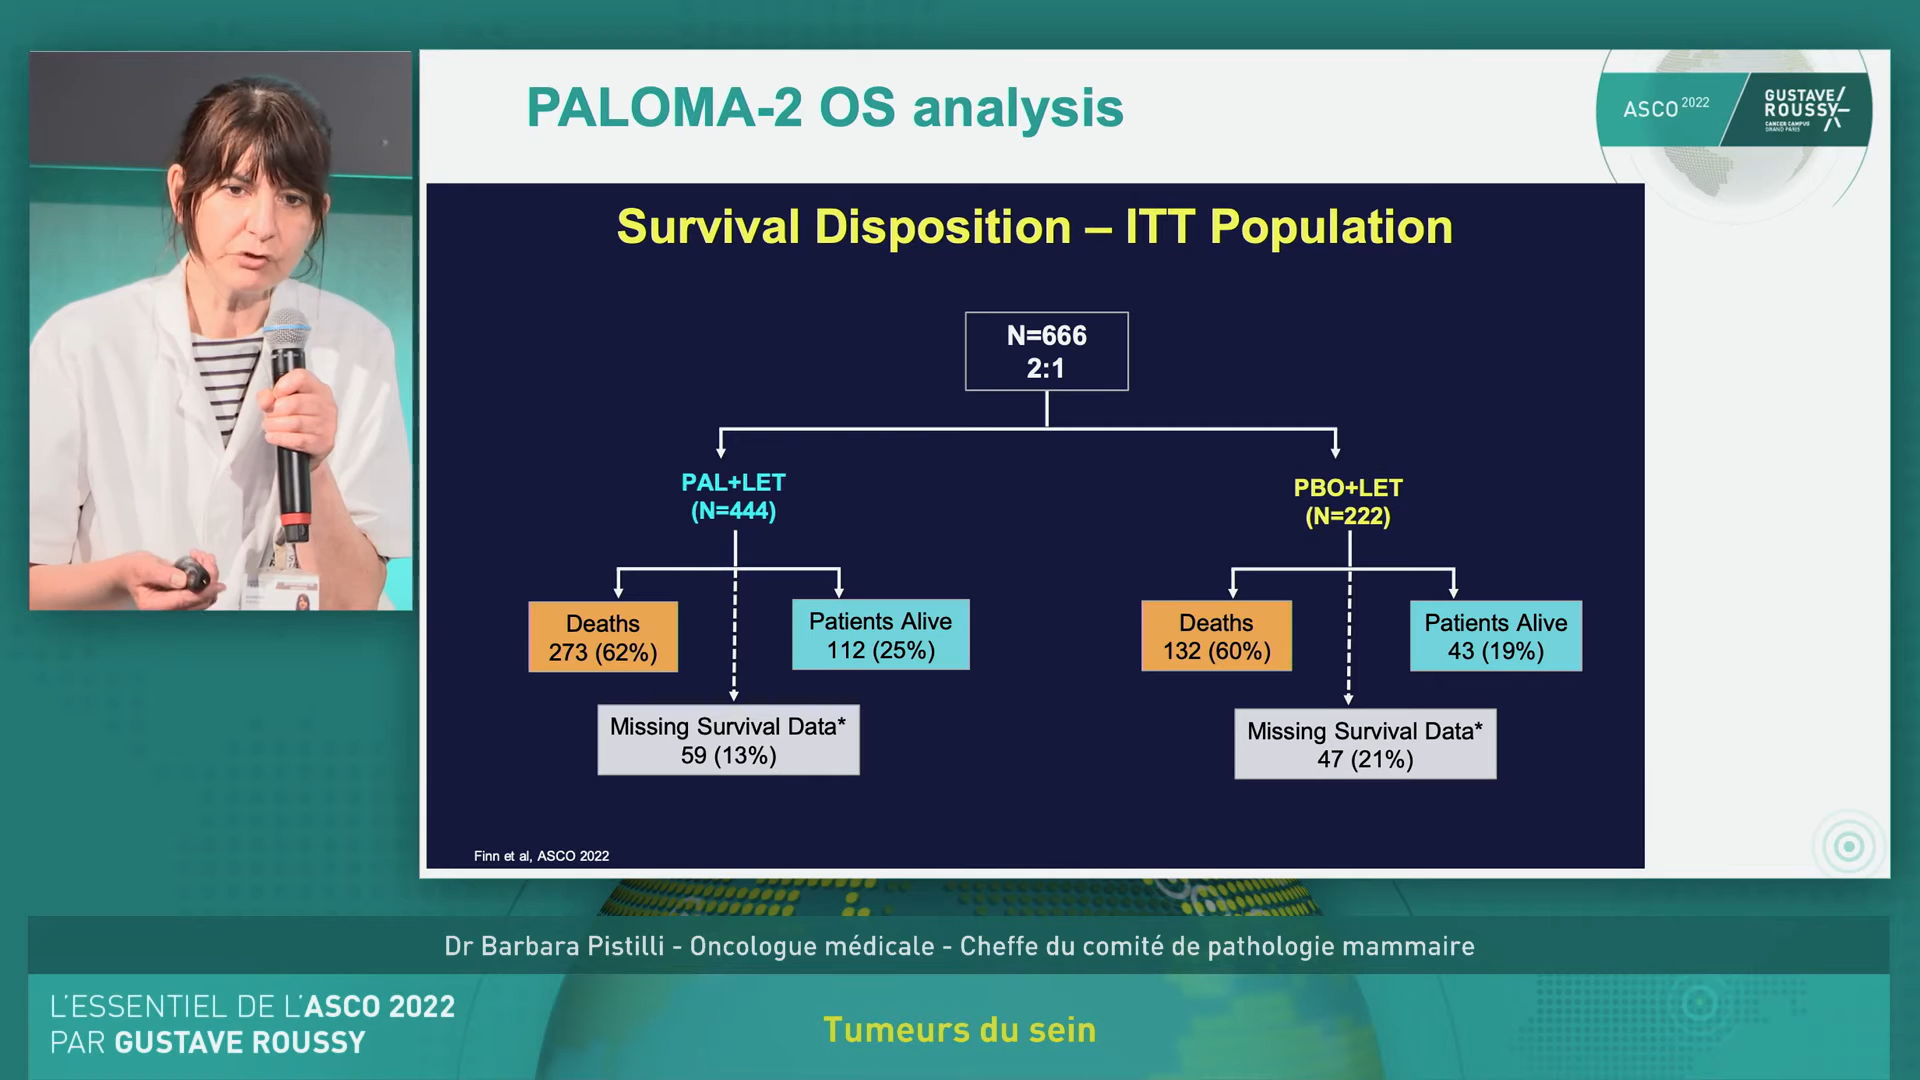 PALOMA-2 OS analysis
ASCO 2022
GUSTAVE/
ROUSSY
CANCER CAMPUS
GRAND PARIS
Survival Disposition – ITT Population
N=666
2:1
PAL+LET
(N=444)
PBO+LET
(N=222)
Deaths
273 (62%)
Patients Alive
112 (25%)
Deaths
132 (60%)
Patients Alive
43 (19%)
Missing Survival Data*
59 (13%)
Missing Survival Data*
47 (21%)
Finn et al, ASCO 2022
Dr Barbara Pistilli - Oncologue médicale - Cheffe du comité de pathologie mammaire
L'ESSENTIEL DE L'ASCO 2022
PAR GUSTAVE ROUSSY
Tumeurs du sein